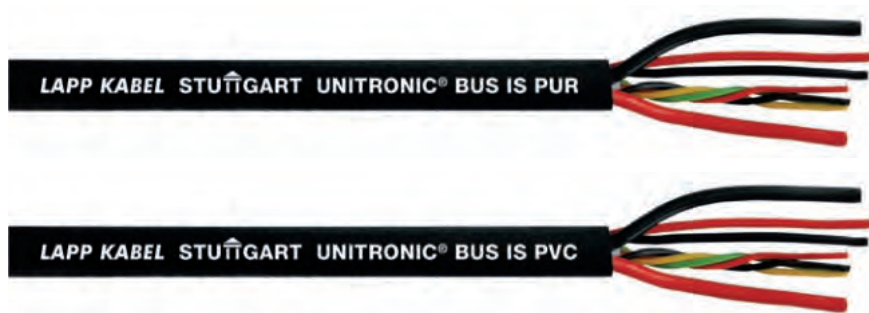 LAPP KABEL STUTTGART UNITRONIC® BUS IS PUR
LAPP KABEL STUTTGART UNITRONIC® BUS IS PVC